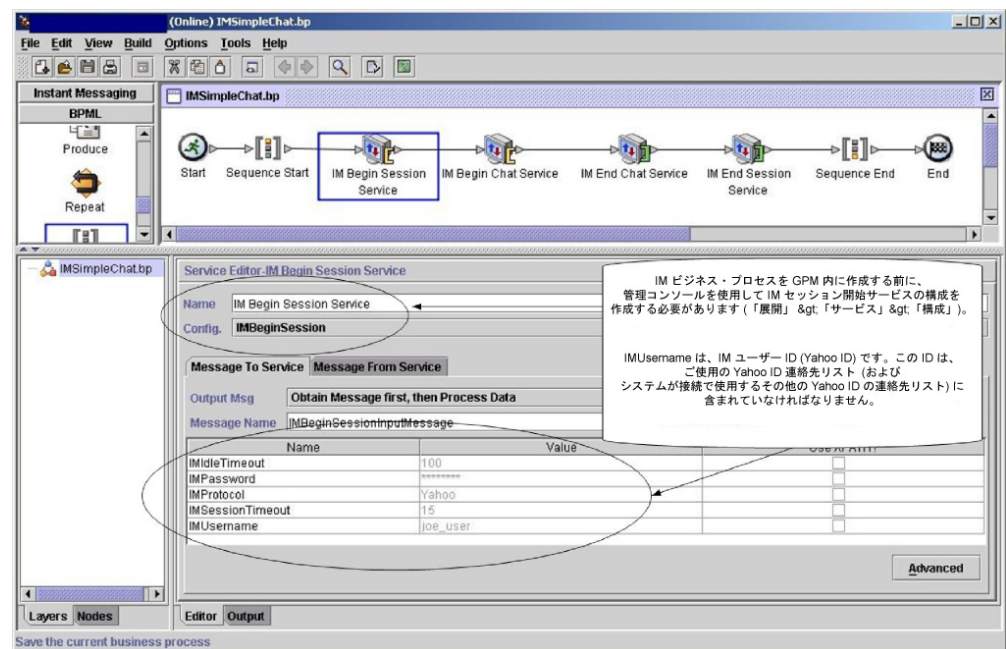 (Online) IMSimpleChat.bp
File Edit View Build Options Tools Help
Instant Messaging
BPML
Produce
Repeat
IMSimpleChat.bp
Start
Sequence Start
IM Begin Session Service
IM Begin Chat Service
IM End Chat Service
IM End Session Service
Sequence End
End
IMSimpleChat.bp
Service Editor-IM Begin Session Service
Name IM Begin Session Service
Config. IMBeginSession
Message To Service Message From Service
Output Msg Obtain Message first, then Process Data
Message Name IMBeginSessionInputMessage
Name Value Use XPATH?
IMIdleTimeout 100
IMPassword ********
IMProtocol Yahoo
IMSessionTimeout 15
IMUsername joe_user
IM ビジネス・プロセスを GPM 内に作成する前に、
管理コンソールを使用して IM セッション開始サービスの構成を
作成する必要があります (「展開」 &gt;「サービス」&gt;「構成」)。
IMUsername は、IM ユーザー ID (Yahoo ID) です。この ID は、
ご使用の Yahoo ID 連絡先リスト (および
システムが接続で使用するその他の Yahoo ID の連絡先リスト) に
含まれていなければなりません。
Advanced
Layers Nodes
Editor Output
Save the current business process